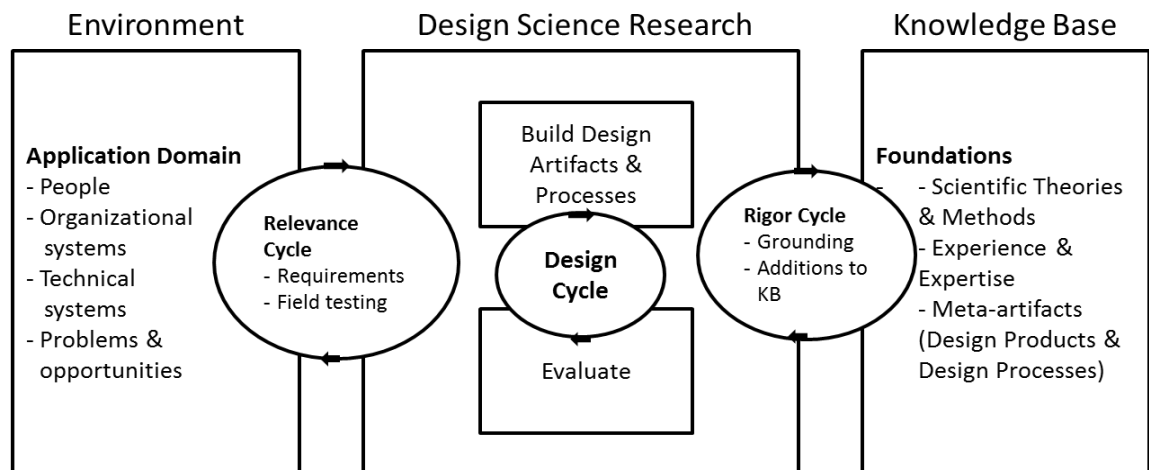 Environment
Design Science Research
Knowledge Base
Application Domain
- People
- Organizational
systems
- Technical
systems
- Problems &
opportunities
Relevance
Cycle
- Requirements
- Field testing
Build Design
Artifacts &
Processes
Design
Cycle
Evaluate
Rigor Cycle
- Grounding
- Additions to
KB
Foundations
- - Scientific Theories
& Methods
- Experience &
Expertise
- Meta-artifacts
(Design Products &
Design Processes)